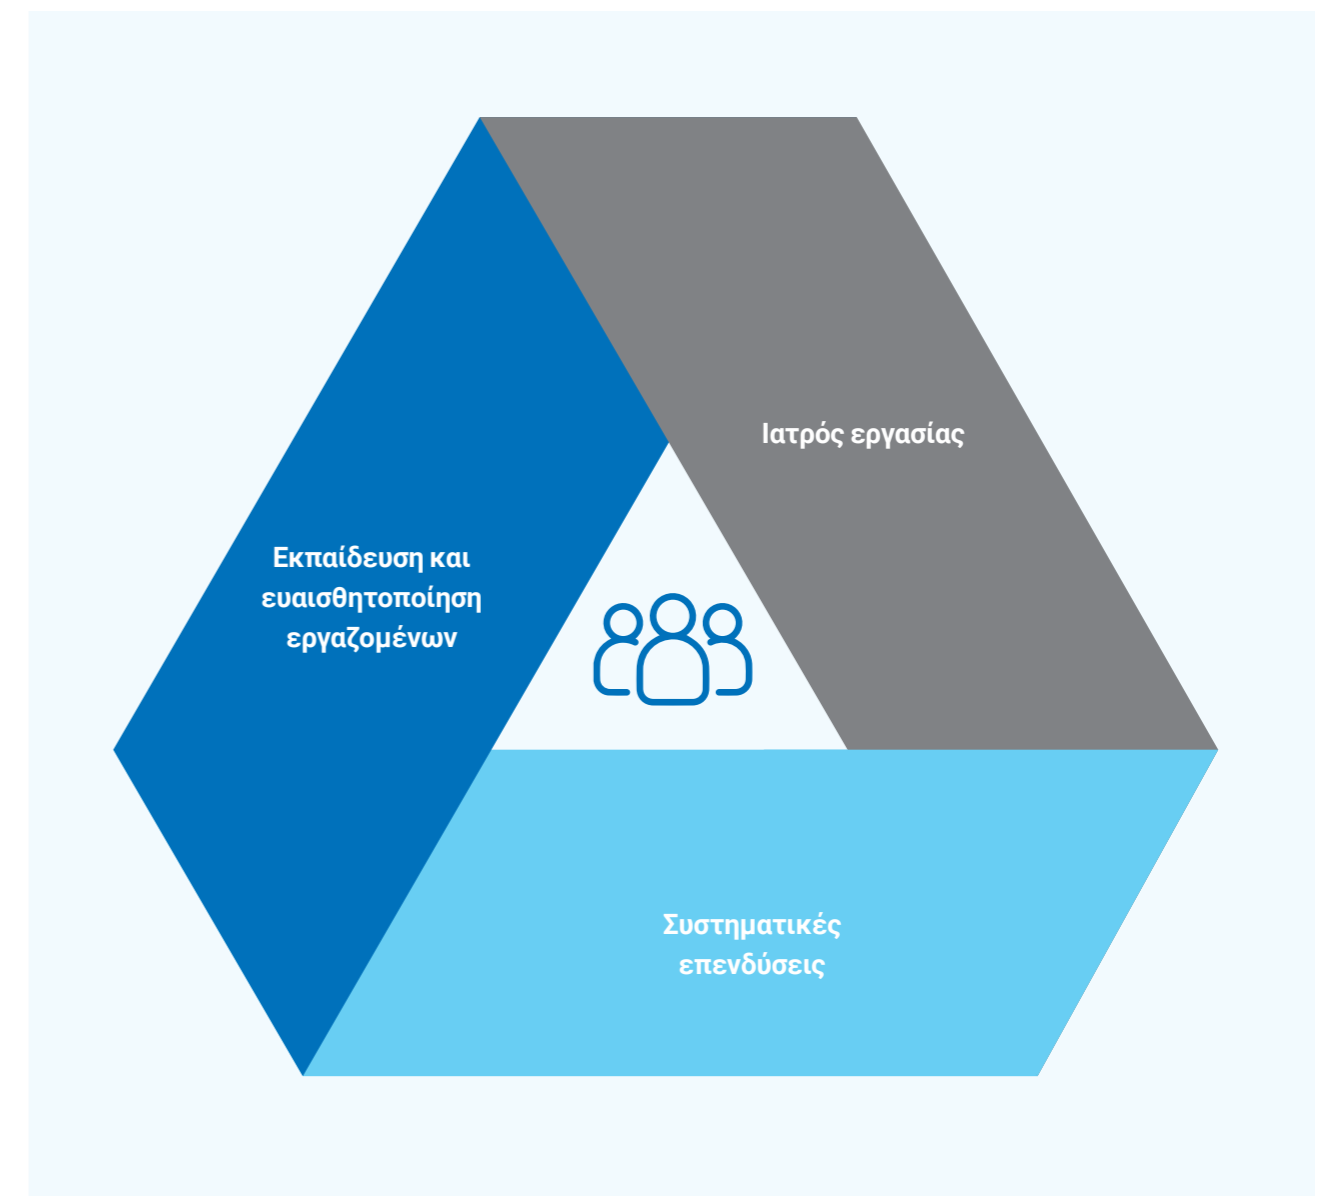 Ιατρός εργασίας
Εκπαίδευση και
ευαισθητοποίηση
εργαζομένων
Συστηματικές
επενδύσεις